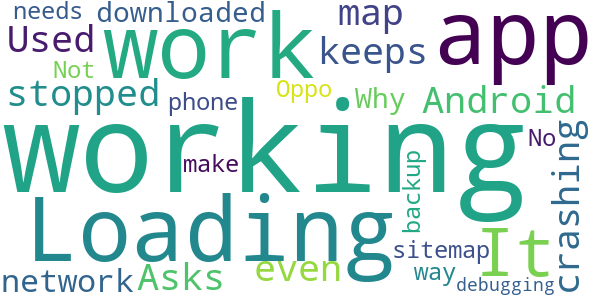 needs downloaded map app
Used work keeps
Not
stopped phone Oppo Why Android
working No
make
Loading backup crashing
sitemap It
network Asks even way debugging